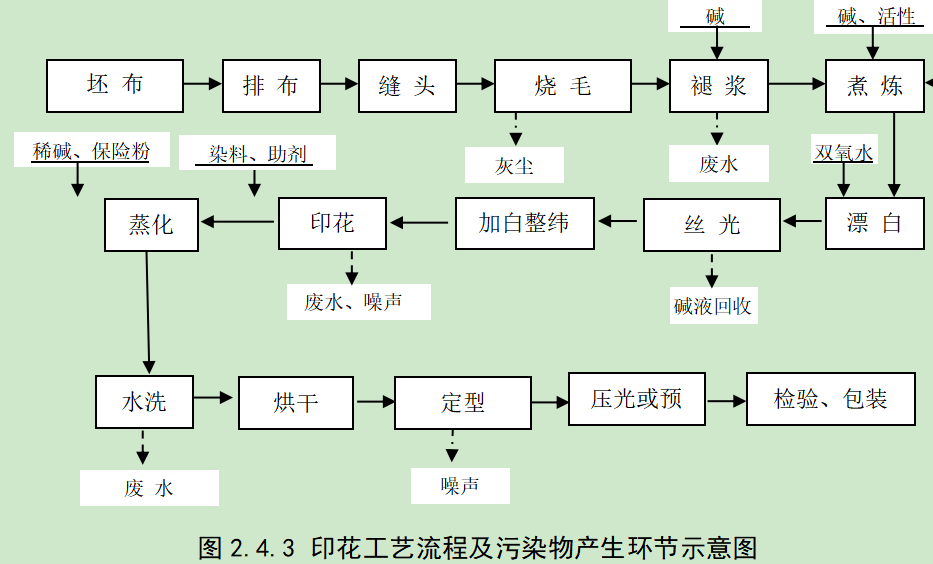 碱
碱、活性
坯 布
排 布
缝 头
烧 毛
褪 浆
煮 炼
稀碱、保险粉
染料、助剂
灰尘
废水
双氧水
蒸化
印花
加白整纬
丝 光
漂 白
废水、噪声
碱液回收
水洗
烘干
定型
压光或预
检验、包装
废 水
噪声
图 2.4.3 印花工艺流程及污染物产生环节示意图